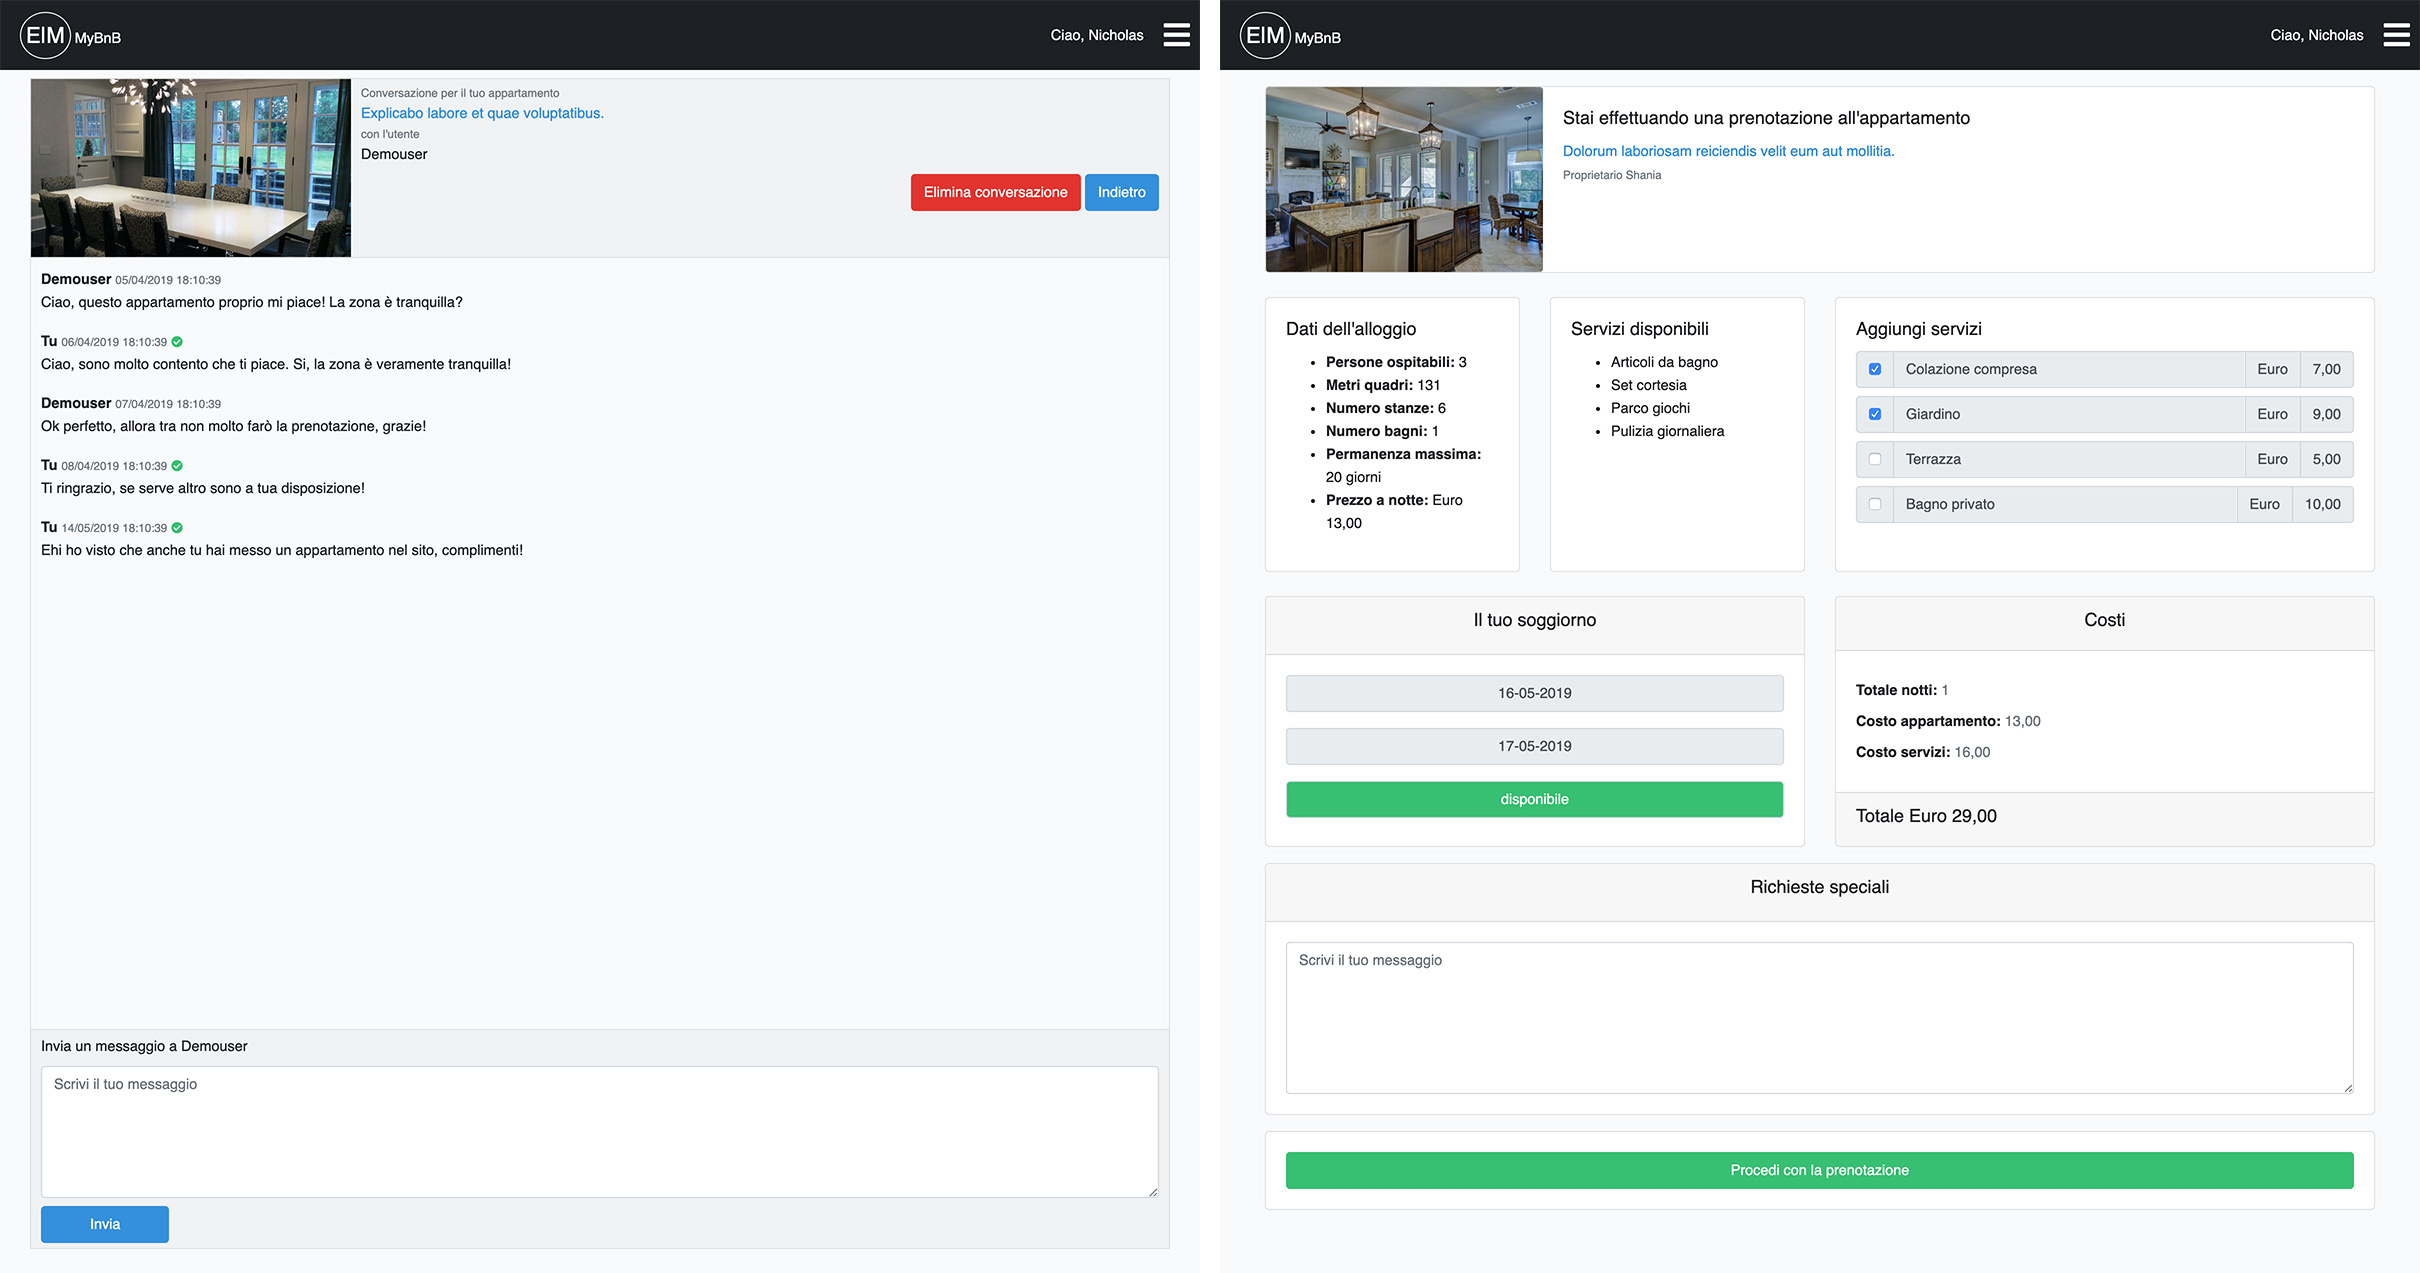 EIM MyBnB
Ciao, Nicholas
Conversazione per il tuo appartamento
Explicabo labore et quae voluptatibus.
con l'utente
Demouser
Elimina conversazione
Indietro
Demouser 05/04/2019 18:10:39
Ciao, questo appartamento proprio mi piace! La zona è tranquilla?
Tu 06/04/2019 18:10:39
Ciao, sono molto contento che ti piace. Si, la zona è veramente tranquilla!
Demouser 07/04/2019 18:10:39
Ok perfetto, allora tra non molto farò la prenotazione, grazie!
Tu 08/04/2019 18:10:39
Ti ringrazio, se serve altro sono a tua disposizione!
Tu 14/05/2019 18:10:39
Ehi ho visto che anche tu hai messo un appartamento nel sito, complimenti!
Invia un messaggio a Demouser
Scrivi il tuo messaggio
Invia
EIM MyBnB
Ciao, Nicholas
Stai effettuando una prenotazione all'appartamento
Dolorum laboriosam reiciendis velit eum aut mollitia.
Proprietario Shania
Dati dell'alloggio
• Persone ospitabili: 3
• Metri quadri: 131
• Numero stanze: 6
• Numero bagni: 1
• Permanenza massima:
20 giorni
• Prezzo a notte: Euro
13,00
Servizi disponibili
• Articoli da bagno
• Set cortesia
• Parco giochi
• Pulizia giornaliera
Aggiungi servizi
Colazione compresa Euro 7,00
Giardino Euro 9,00
Terrazza Euro 5,00
Bagno privato Euro 10,00
Il tuo soggiorno
16-05-2019
17-05-2019
disponibile
Costi
Totale notti: 1
Costo appartamento: 13,00
Costo servizi: 16,00
Totale Euro 29,00
Richieste speciali
Scrivi il tuo messaggio
Procedi con la prenotazione